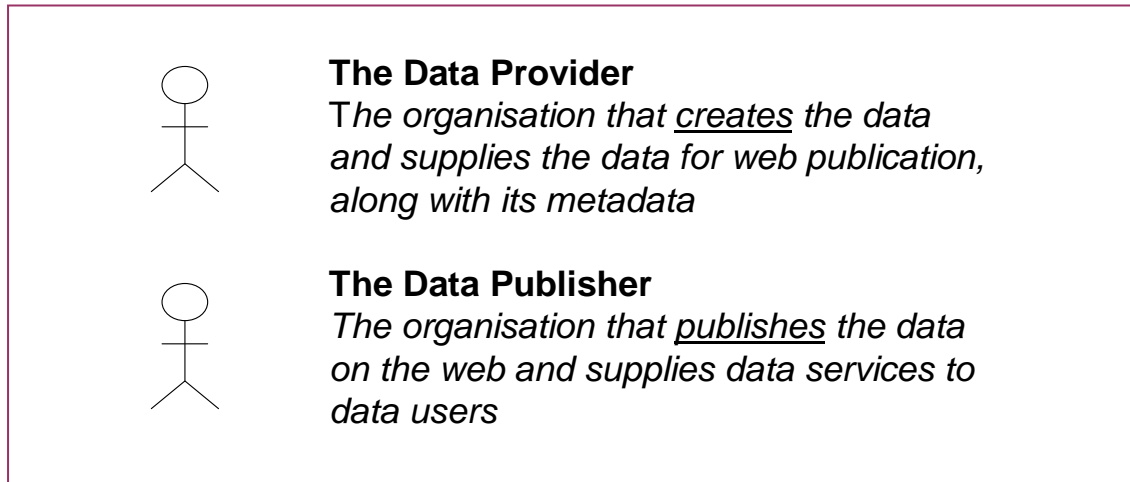 The Data Provider
The organisation that creates the data
and supplies the data for web publication,
along with its metadata
The Data Publisher
The organisation that publishes the data
on the web and supplies data services to
data users